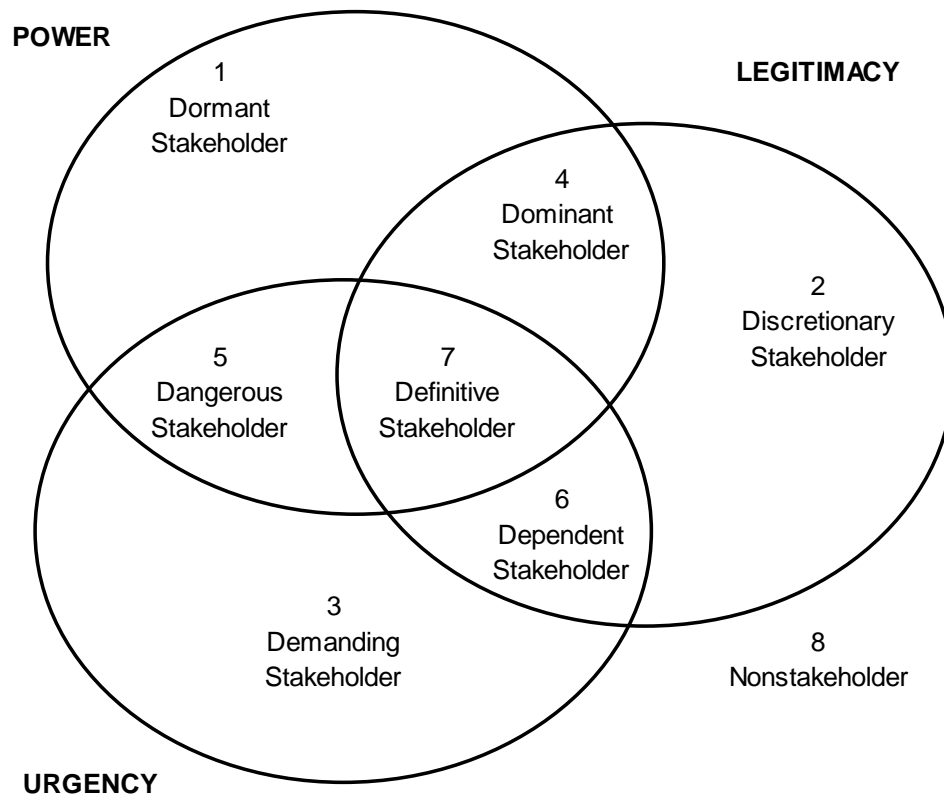 POWER
1
Dormant
Stakeholder
LEGITIMACY
4
Dominant
Stakeholder
2
Discretionary
Stakeholder
5
Dangerous
Stakeholder
7
Definitive
Stakeholder
6
Dependent
Stakeholder
3
Demanding
Stakeholder
8
Nonstakeholder
URGENCY